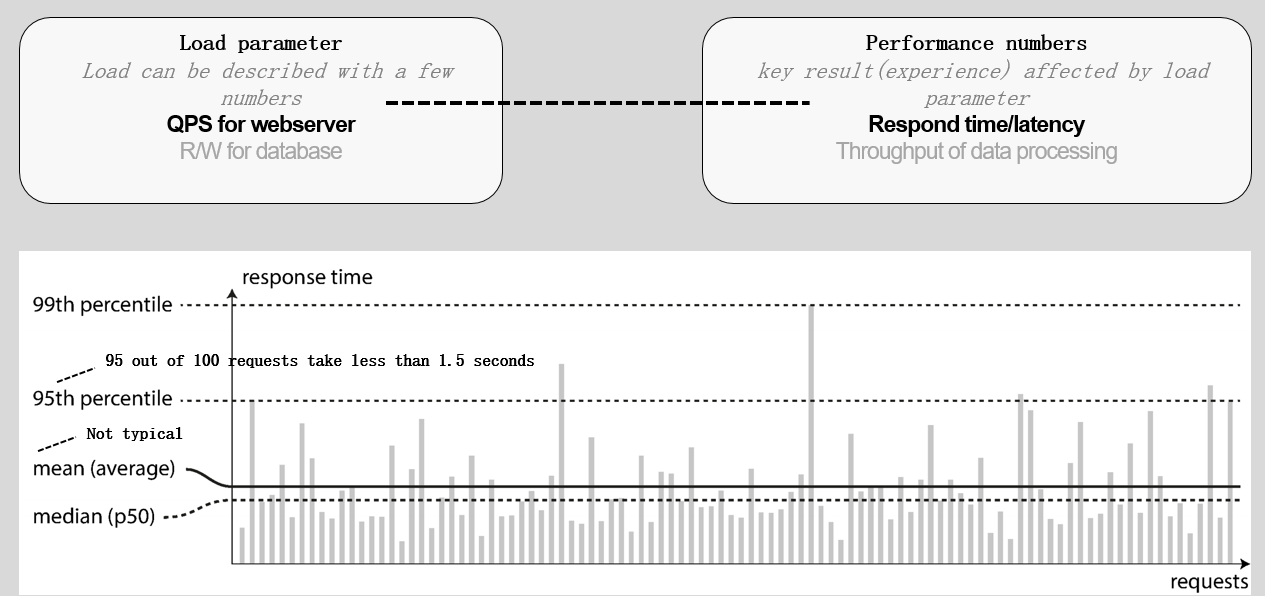 Load parameter
Load can be described with a few
numbers
QPS for webserver
R/W for database
Performance numbers
key result(experience) affected by load
parameter
Respond time/latency
Throughput of data processing
response time
99th percentile
95 out of 100 requests take less than 1.5 seconds
95th percentile
Not typical
mean (average)
median (p50)
requests